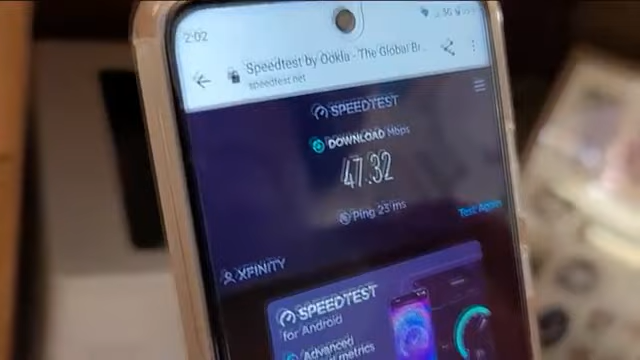 2:02
5G
Speedtest by Ookla - The Global Br...
speedtest.net
SPEEDTEST
DOWNLOAD Mbps
47.32
Ping 23 ms
Test Again
XFINITY
SPEEDTEST
for Android
Advanced
metrics